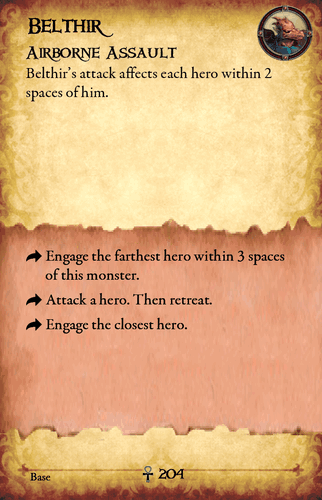 Belthir
Airborne Assault
Belthir's attack affects each hero within 2
spaces of him.
Engage the farthest hero within 3 spaces
of this monster.
Attack a hero. Then retreat.
Engage the closest hero.
Base
204